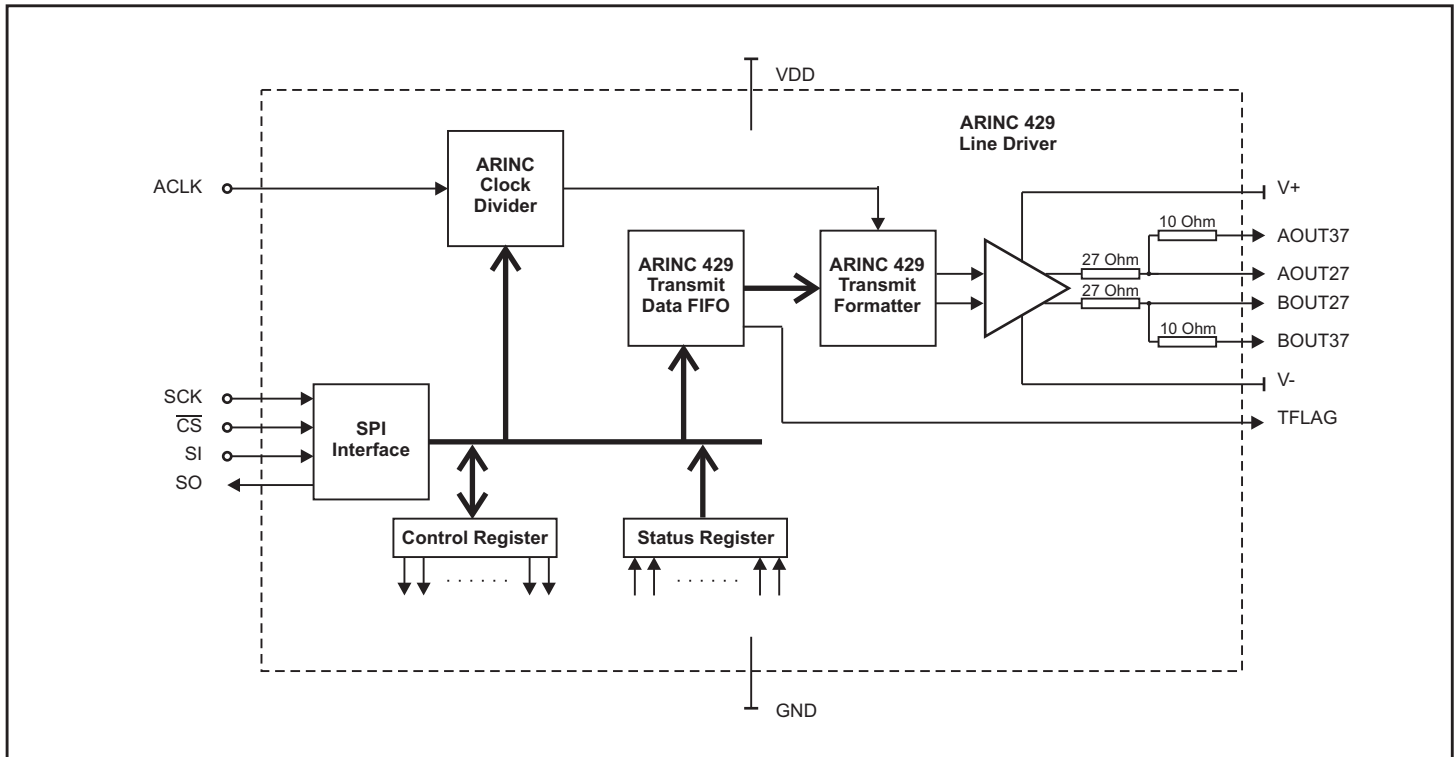 VDD
ARINC 429
Line Driver
ARINC
Clock
Divider
ACLK
V+
10 Ohm
AOUT37
ARINC 429
Transmit
Data FIFO
ARINC 429
Transmit
Formatter
27 Ohm
AOUT27
27 Ohm
BOUT27
10 Ohm
BOUT37
V-
TFLAG
SCK
CS
SI
SO
SPI
Interface
Control Register
Status Register
GND